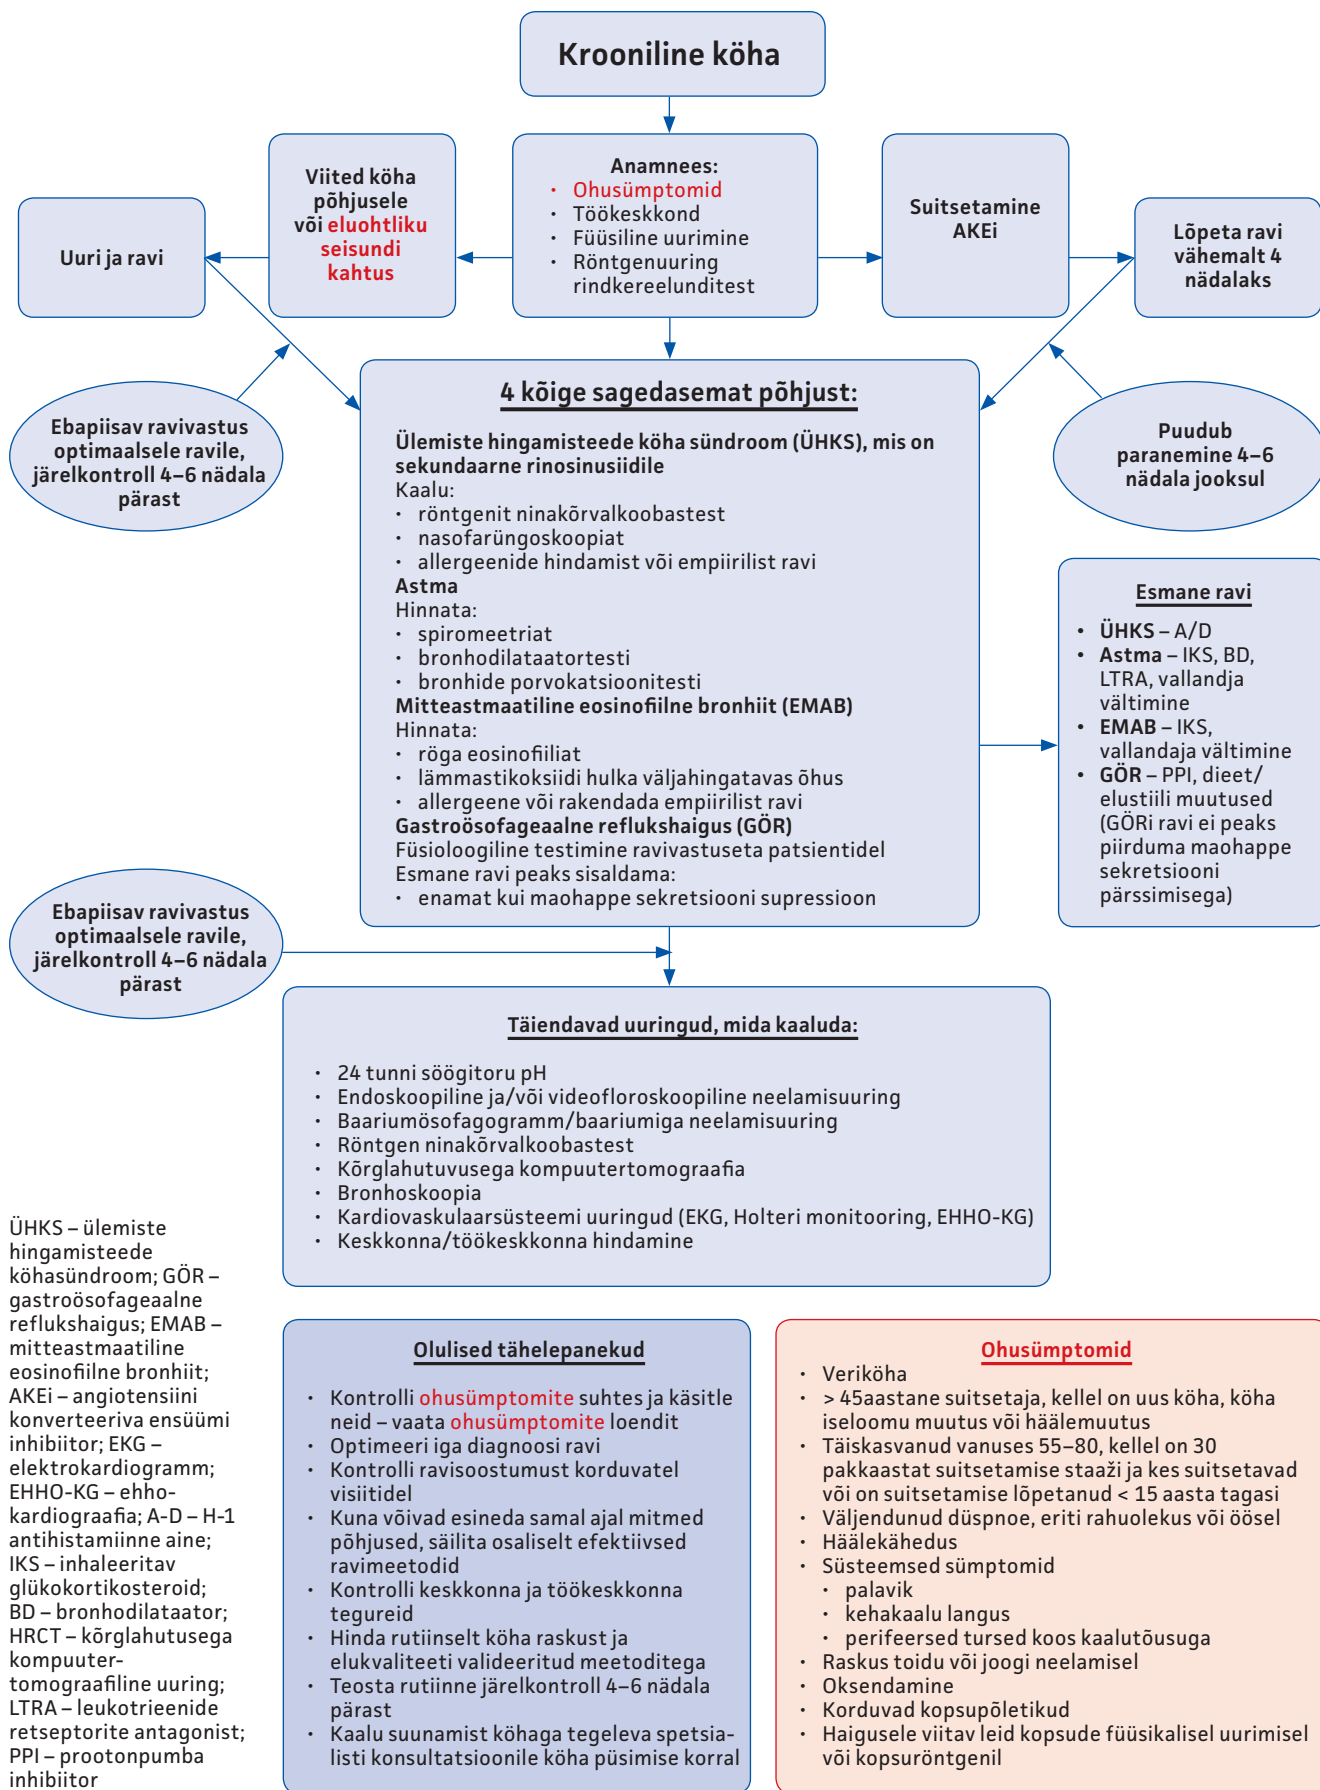 Krooniline köha
Viited köha
põhjusele
või eluohtliku
seisundi
kahtus
Anamnees:
• Ohusümptomid
• Töökeskkond
• Füüsiline uurimine
• Röntgenuuring
rindkereelunditest
Suitsetamine
AKEi
Uuri ja ravi
Lõpeta ravi
vähemalt 4
nädalaks
Ebapiisav ravivastus
optimaalsele ravile,
järelkontroll 4–6 nädala
pärast
Puudub
paranemine 4–6
nädala jooksul
4 kõige sagedasemat põhjust:
Ülemiste hingamisteede köha sündroom (ÜHKS), mis on
sekundaarne rinosinusiidile
Kaalu:
• röntgenit ninakõrvalkoobastest
• nasofarüngoskoopiat
• allergeenide hindamist või empiirilist ravi
Astma
Hinnata:
• spiromeetriat
• bronhodilataatortesti
• bronhide porvokatsioonitesti
Mitteastmaatiline eosinofiilne bronhiit (EMAB)
Hinnata:
• röga eosinofiiliat
• lämmastikoksiidi hulka väljahingatavas õhus
• allergeene või rakendada empiirilist ravi
Gastroösofageaalne reflukshaigus (GÖR)
Füsioloogiline testimine ravivastuseta patsientidel
Esmane ravi peaks sisaldama:
• enamat kui maohappe sekretsiooni supressioon
Esmane ravi
• ÜHKS – A/D
• Astma – IKS, BD,
LTRA, vallandja
vältimine
• EMAB – IKS,
vallandaja vältimine
• GÖR – PPI, dieet/
elustiili muutused
(GÖRi ravi ei peaks
piirduma maohappe
sekretsiooni
pärssimisega)
Ebapiisav ravivastus
optimaalsele ravile,
järelkontroll 4–6 nädala
pärast
Täiendavad uuringud, mida kaaluda:
• 24 tunni söögitoru pH
• Endoskoopiline ja/või videofloroskoopiline neelamisuuring
• Baariumösofagogramm/baariumiga neelamisuuring
• Röntgen ninakõrvalkoobastest
• Kõrglahutuvusega kompuutertomograafia
• Bronhoskoopia
• Kardiovaskulaarsüsteemi uuringud (EKG, Holteri monitooring, EHHO-KG)
• Keskkonna/töökeskkonna hindamine
ÜHKS – ülemiste
hingamisteede
köhasündroom; GÖR –
gastroösofageaalne
reflukshaigus; EMAB –
mitteastmaatiline
eosinofiilne bronhiit;
AKEi – angiotensiini
konverteeriva ensüümi
inhibiitor; EKG –
elektrokardiogramm;
EHHO-KG – ehho-
kardiograafia; A-D – H-1
antihistamiinne aine;
IKS – inhaleeritav
glükokortikosteroid;
BD – bronhodilataator;
HRCT – kõrglahutusega
kompuuter-
tomograafiline uuring;
LTRA – leukotrieenide
retseptorite antagonist;
PPI – prootonpumba
inhibiitor
Olulised tähelepanekud
• Kontrolli ohusümptomite suhtes ja käsitle
neid – vaata ohusümptomite loendit
• Optimeeri iga diagnoosi ravi
• Kontrolli ravisoostumust korduvatel
visiitidel
• Kuna võivad esineda samal ajal mitmed
põhjused, säilita osaliselt efektiivsed
ravimeetodid
• Kontrolli keskkonna ja töökeskkonna
tegureid
• Hinda rutiinselt köha raskust ja
elukvaliteeti valideeritud meetoditega
• Teosta rutiinne järelkontroll 4–6 nädala
pärast
• Kaalu suunamist köhaga tegeleva spetsia-
listi konsultatsioonile köha püsimise korral
Ohusümptomid
• Veriköha
• > 45aastane suitsetaja, kellel on uus köha, köha
iseloomu muutus või häälemuutus
• Täiskasvanud vanuses 55–80, kellel on 30
pakkaastat suitsetamise staaži ja kes suitsetavad
või on suitsetamise lõpetanud < 15 aasta tagasi
• Väljendunud düspnoe, eriti rahuolekus või öösel
• Häälekähedus
• Süsteemsed sümptomid
• palavik
• kehakaalu langus
• perifeersed tursed koos kaalutõusuga
• Raskus toidu või joogi neelamisel
• Oksendamine
• Korduvad kopsupõletikud
• Haigusele viitav leid kopsude füüsikalisel uurimisel
või kopsuröntgenil